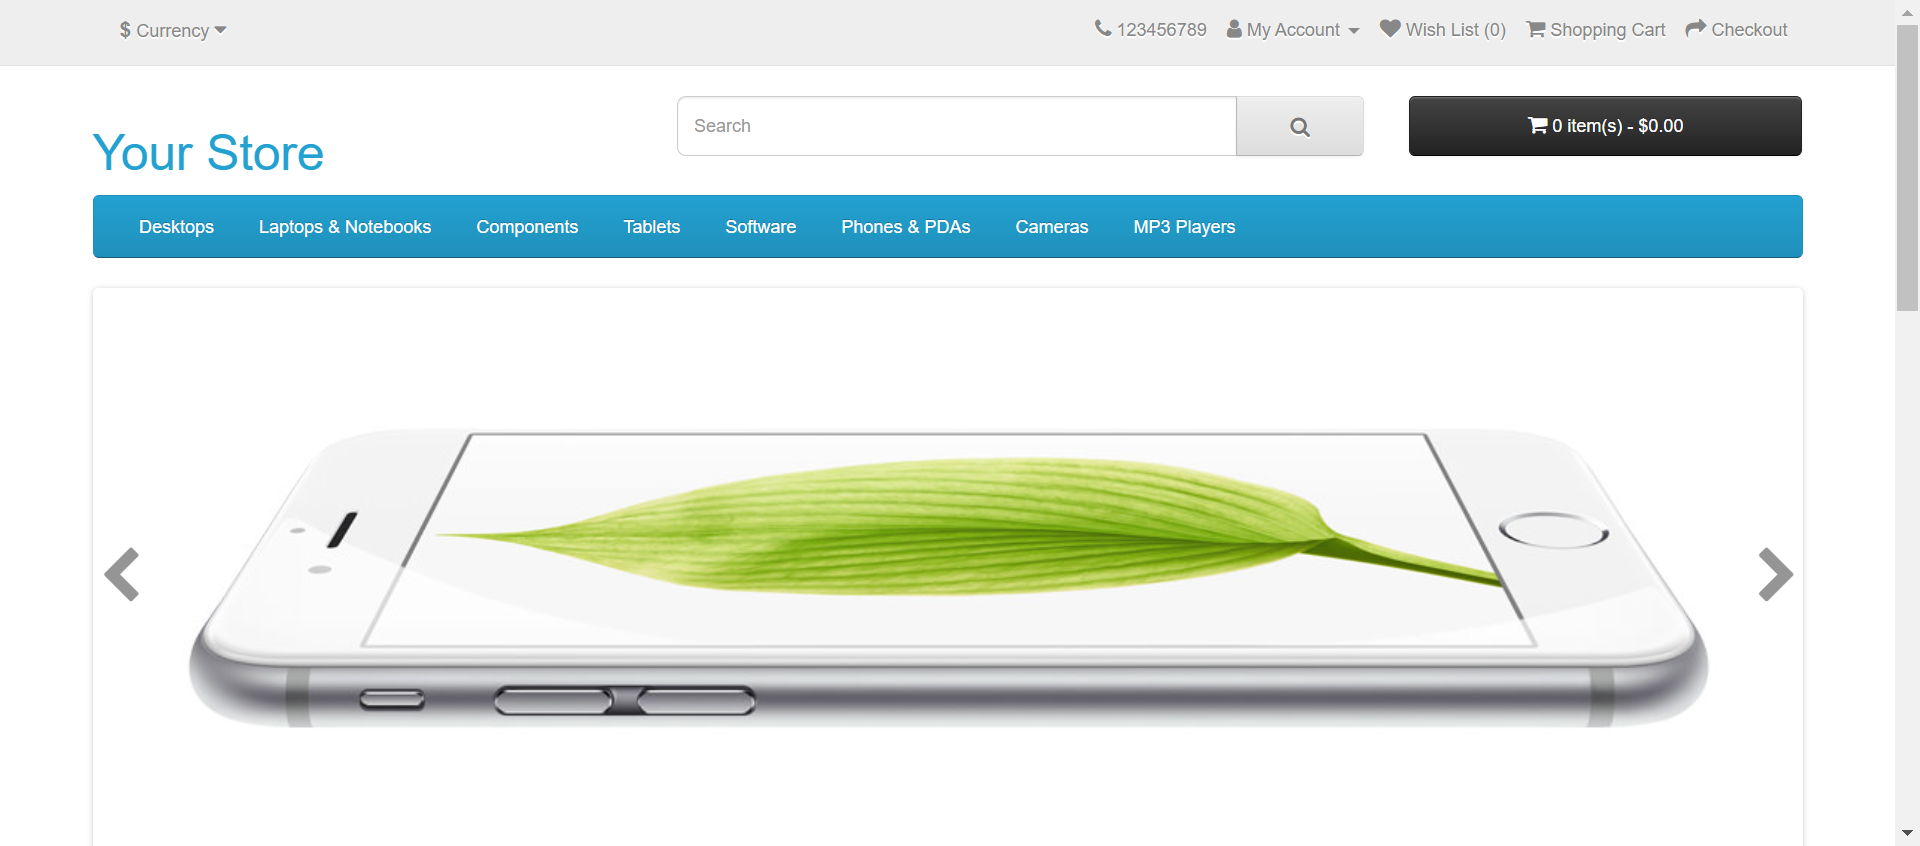 $ Currency
123456789 My Account Wish List (0) Shopping Cart Checkout
Your Store
Search
0 item(s) - $0.00
Desktops Laptops & Notebooks Components Tablets Software Phones & PDAs Cameras MP3 Players